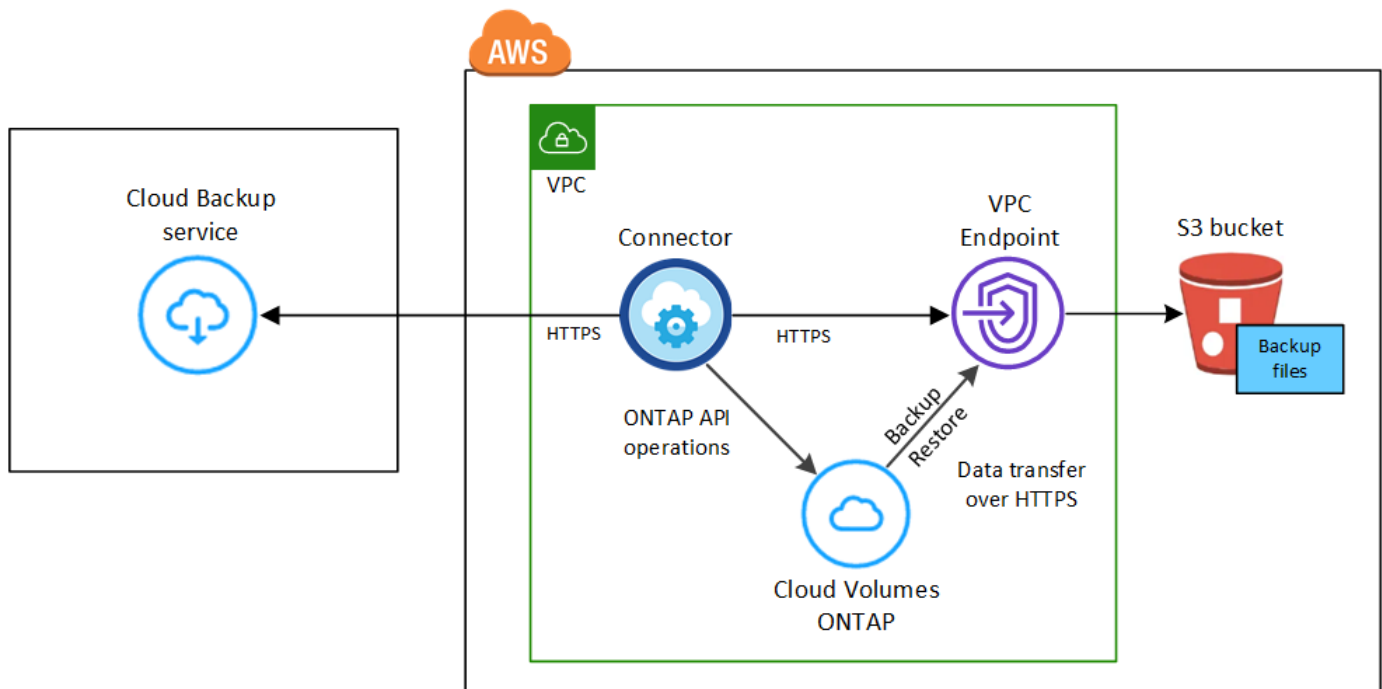 AWS
Cloud Backup
service
VPC
Connector
VPC
Endpoint
S3 bucket
HTTPS
HTTPS
Backup
files
ONTAP API
operations
Backup
Restore
Data transfer
over HTTPS
Cloud Volumes
ONTAP